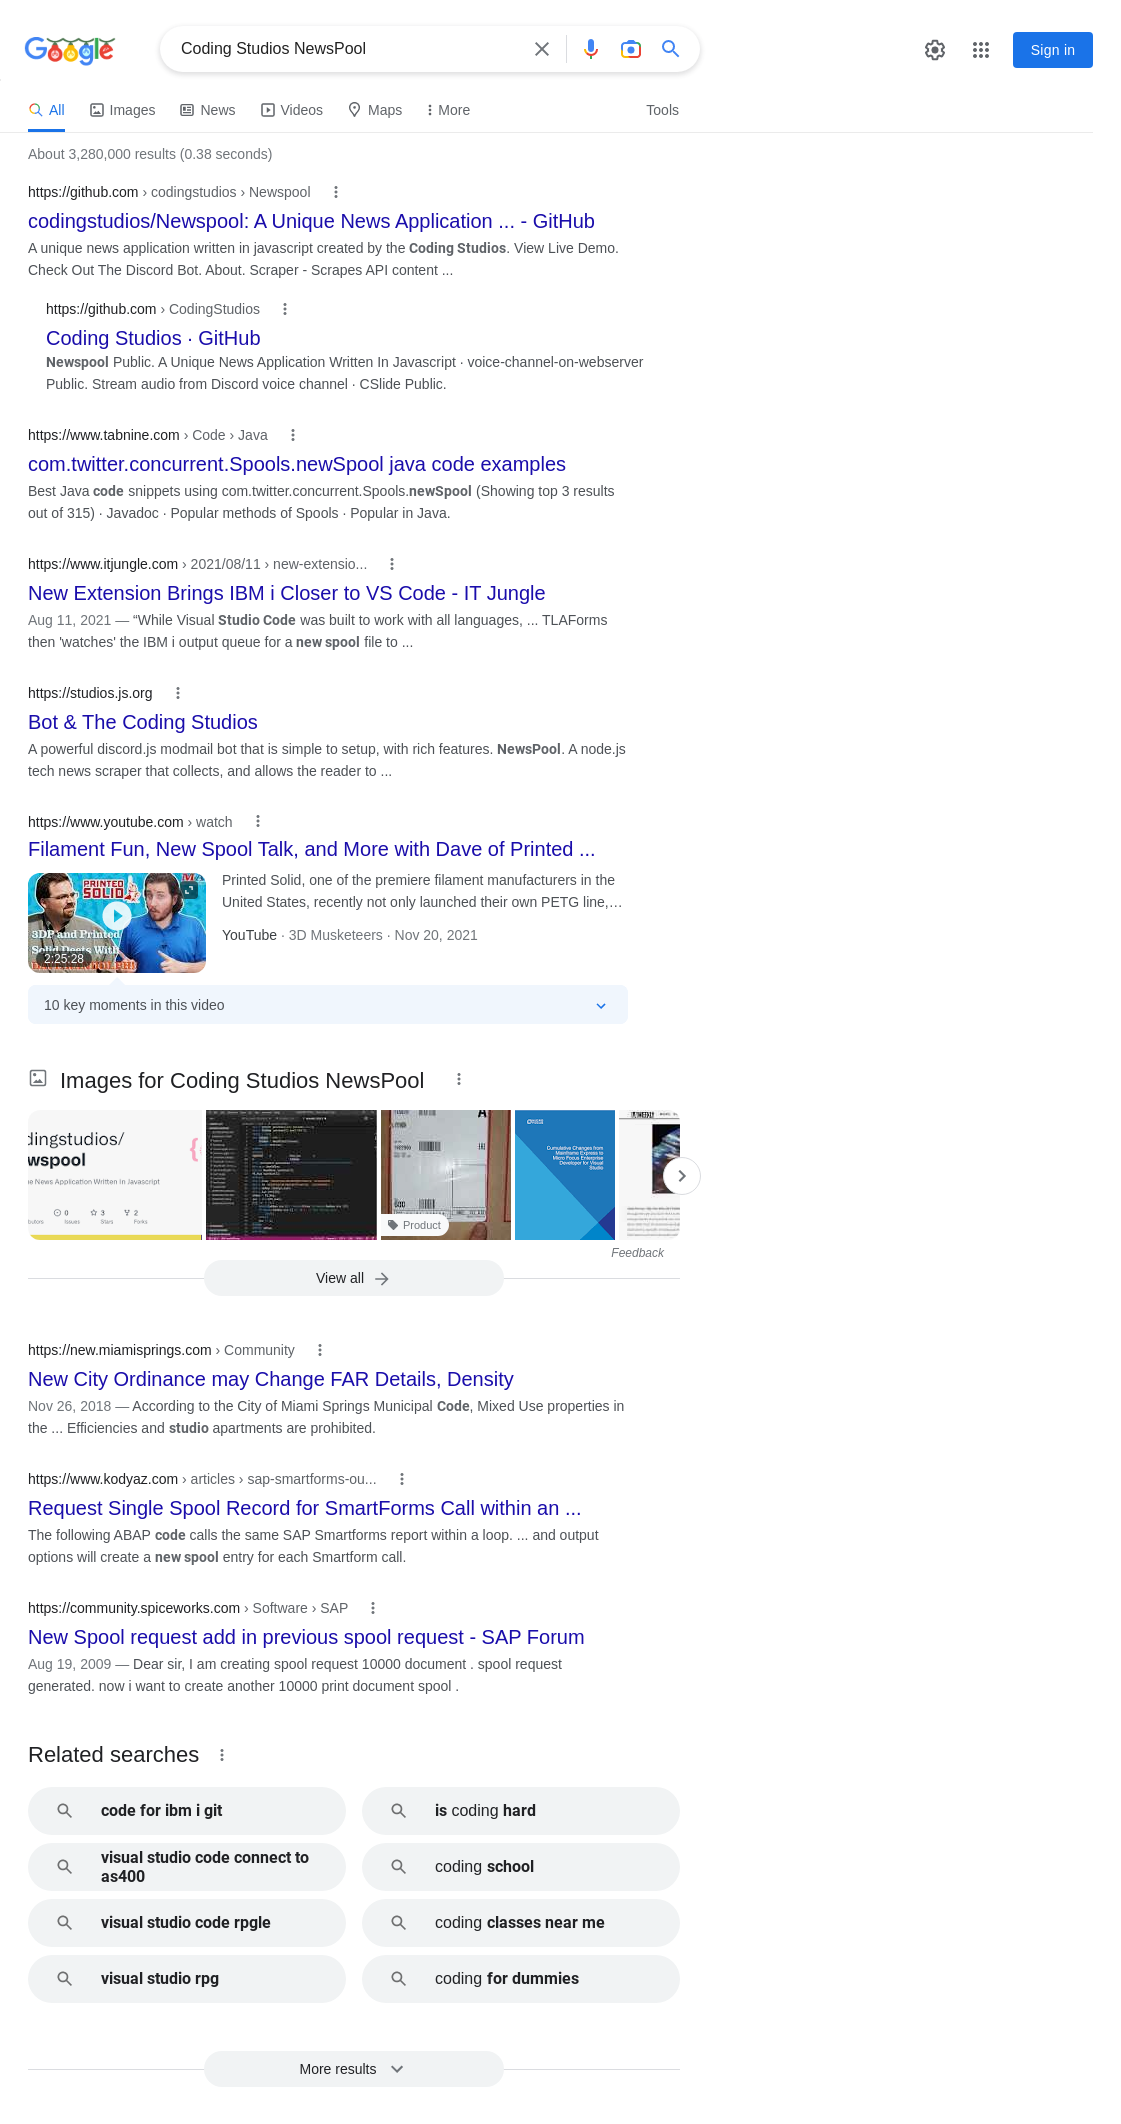 Google
Coding Studios NewsPool
Sign in
All
Images
News
Videos
Maps
More
Tools
About 3,280,000 results (0.38 seconds)
https://github.com › codingstudios › Newspool
codingstudios/Newspool: A Unique News Application ... - GitHub
A unique news application written in javascript created by the Coding Studios. View Live Demo.
Check Out The Discord Bot. About. Scraper - Scrapes API content ...
https://github.com › CodingStudios
Coding Studios · GitHub
Newspool Public. A Unique News Application Written In Javascript · voice-channel-on-webserver
Public. Stream audio from Discord voice channel · CSlide Public.
https://www.tabnine.com › Code › Java
com.twitter.concurrent.Spools.newSpool java code examples
Best Java code snippets using com.twitter.concurrent.Spools.newSpool (Showing top 3 results
out of 315) · Javadoc · Popular methods of Spools · Popular in Java.
https://www.itjungle.com › 2021/08/11 › new-extensio...
New Extension Brings IBM i Closer to VS Code - IT Jungle
Aug 11, 2021 — “While Visual Studio Code was built to work with all languages, ... TLAForms
then 'watches' the IBM i output queue for a new spool file to ...
https://studios.js.org
Bot & The Coding Studios
A powerful discord.js modmail bot that is simple to setup, with rich features. NewsPool. A node.js
tech news scraper that collects, and allows the reader to ...
https://www.youtube.com › watch
Filament Fun, New Spool Talk, and More with Dave of Printed ...
PRINTED
SOLID
3DP and Printed
Solid Deets With
2:25:28
Printed Solid, one of the premiere filament manufacturers in the
United States, recently not only launched their own PETG line,…
YouTube · 3D Musketeers · Nov 20, 2021
10 key moments in this video
Images for Coding Studios NewsPool
dingstudios/
wspool
e News Application Written In Javascript
0
Issues
3
Stars
2
Forks
Product
Cumulative Changes from
Mainframe Express to
Micro Focus Enterprise
Developer for Visual
Studio
Feedback
View all
https://new.miamisprings.com › Community
New City Ordinance may Change FAR Details, Density
Nov 26, 2018 — According to the City of Miami Springs Municipal Code, Mixed Use properties in
the ... Efficiencies and studio apartments are prohibited.
https://www.kodyaz.com › articles › sap-smartforms-ou...
Request Single Spool Record for SmartForms Call within an ...
The following ABAP code calls the same SAP Smartforms report within a loop. ... and output
options will create a new spool entry for each Smartform call.
https://community.spiceworks.com › Software › SAP
New Spool request add in previous spool request - SAP Forum
Aug 19, 2009 — Dear sir, I am creating spool request 10000 document . spool request
generated. now i want to create another 10000 print document spool .
Related searches
code for ibm i git
is coding hard
visual studio code connect to
as400
coding school
visual studio code rpgle
coding classes near me
visual studio rpg
coding for dummies
More results